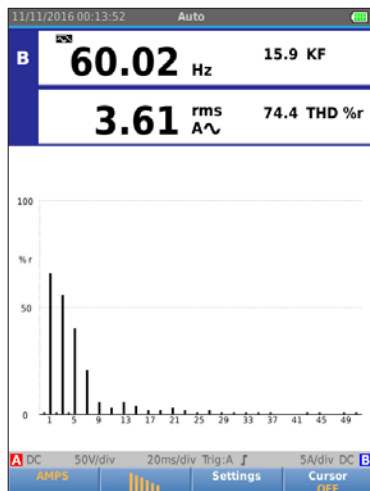 11/11/2016 00:13:52 Auto
B 60.02 Hz 15.9 KF
3.61 rms A∿ 74.4 THD %r
100
% r
50
0
1 5 9 13 17 21 25 29 33 37 41 45 49
A DC 50V/div 20ms/div Trig:A ƒ 5A/div DC B
AMPS Settings Cursor
OFF